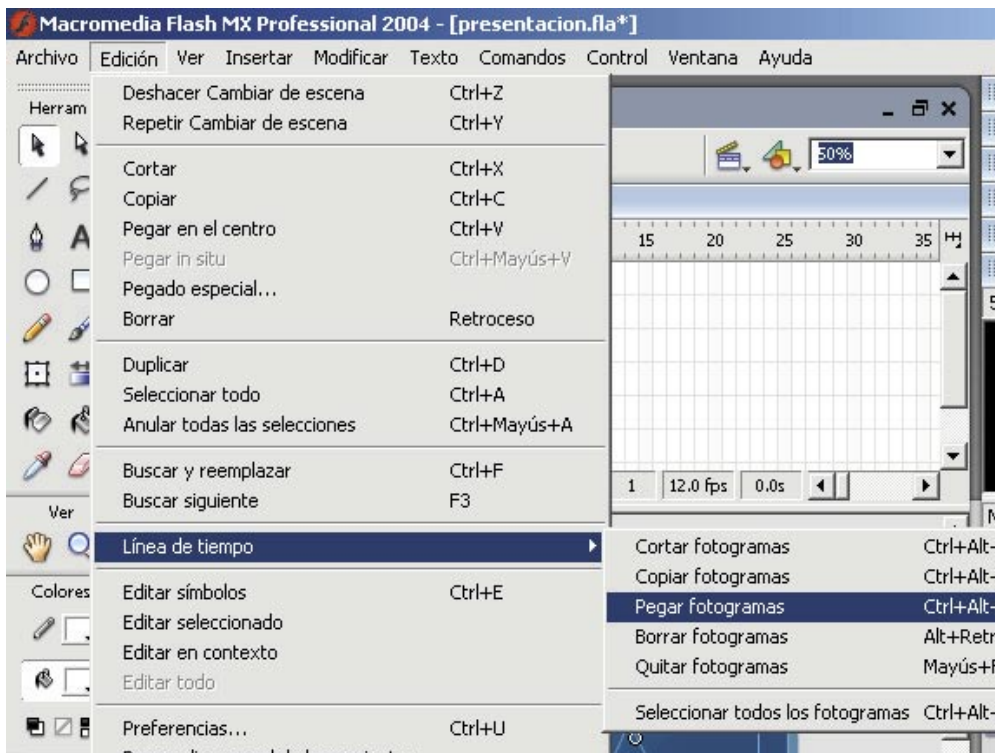 Macromedia Flash MX Professional 2004 - [presentacion.fla*]
Archivo Edición Ver Insertar Modificar Texto Comandos Control Ventana Ayuda
Herram
Deshacer Cambiar de escena Ctrl+Z
Repetir Cambiar de escena Ctrl+Y
Cortar Ctrl+X
Copiar Ctrl+C
Pegar en el centro Ctrl+V
Pegar in situ Ctrl+Mayús+V
Pegado especial...
Borrar Retroceso
Duplicar Ctrl+D
Seleccionar todo Ctrl+A
Anular todas las selecciones Ctrl+Mayús+A
Buscar y reemplazar Ctrl+F
Buscar siguiente F3
Línea de tiempo
Editar símbolos Ctrl+E
Editar seleccionado
Editar en contexto
Editar todo
Preferencias... Ctrl+U
50%
15 20 25 30 35
1 12.0 fps 0.0s
Ver
Colores
Cortar fotogramas Ctrl+Alt-
Copiar fotogramas Ctrl+Alt-
Pegar fotogramas Ctrl+Alt-
Borrar fotogramas Alt+Retr
Quitar fotogramas Mayús+F
Seleccionar todos los fotogramas Ctrl+Alt-